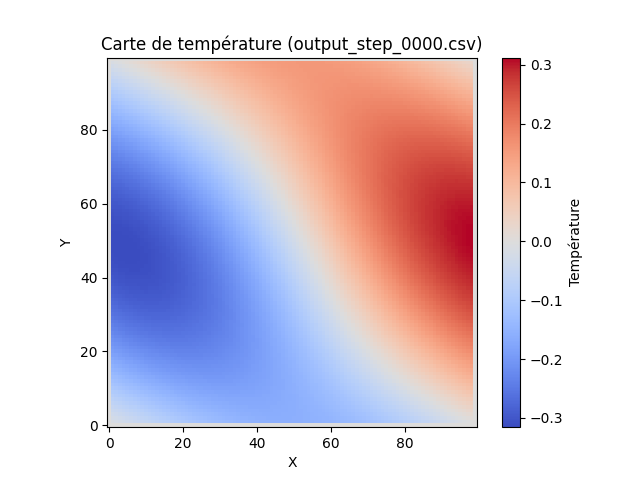 Carte de température (output_step_0000.csv)
Y
80
60
40
20
0
0 20 40 60 80
X
0.3
0.2
0.1
0.0
−0.1
−0.2
−0.3
Température